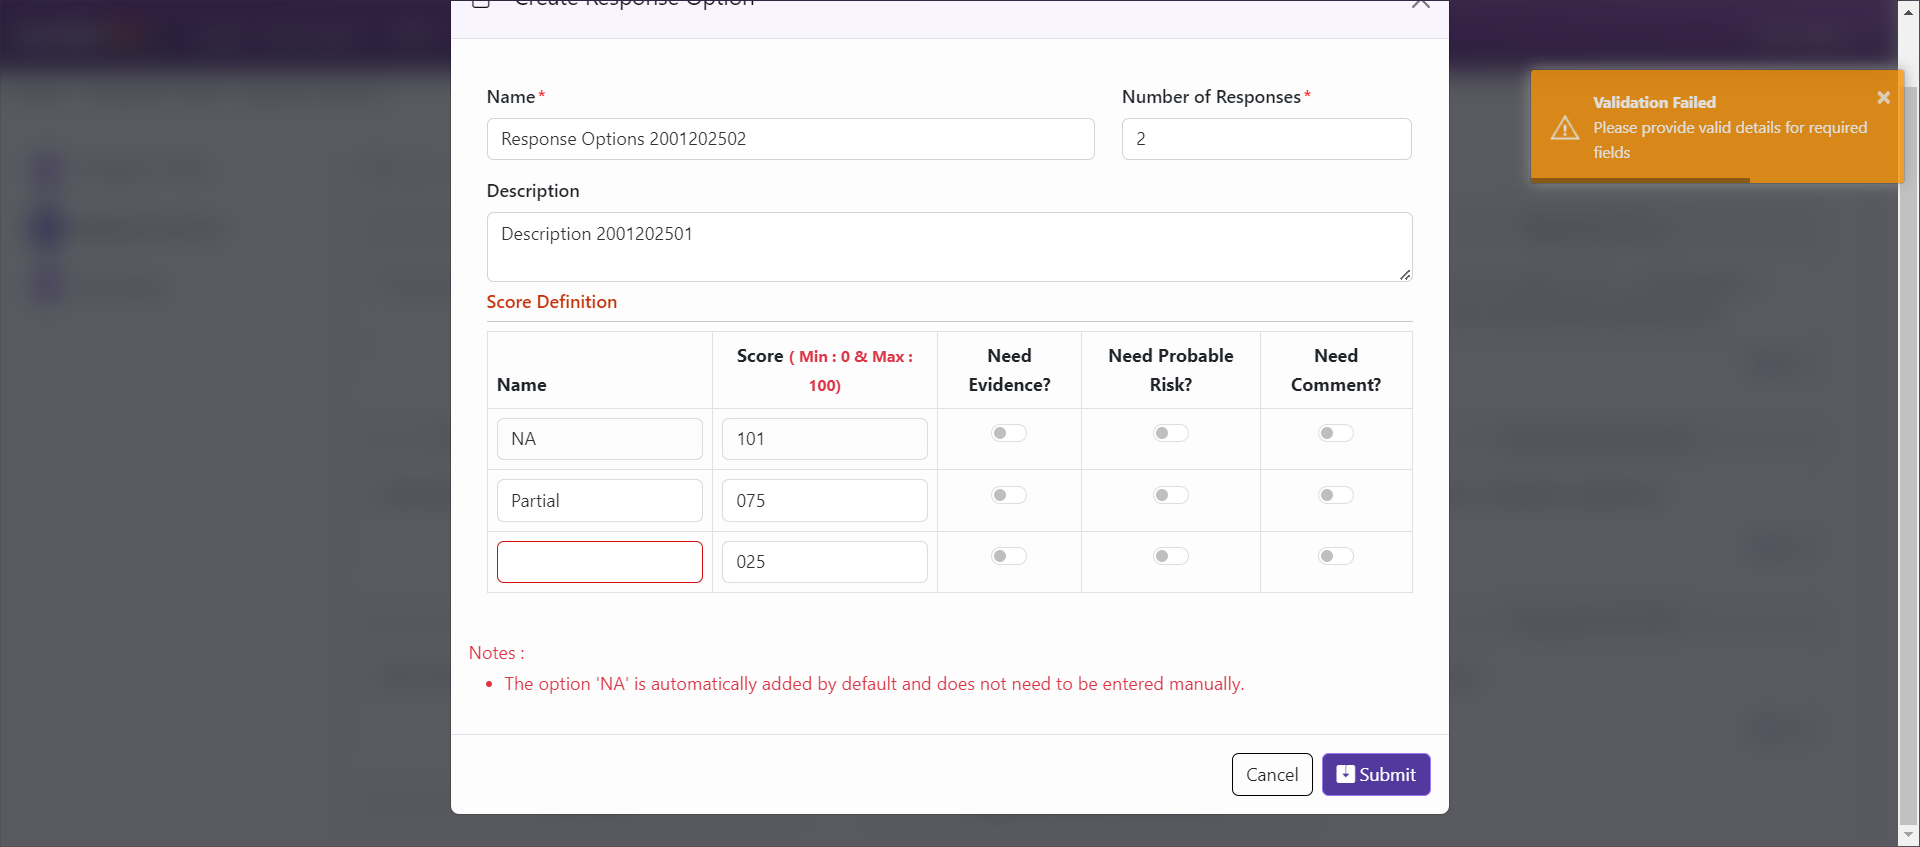 Create Response Option
Name*
Number of Responses*
Response Options 2001202502
2
Description
Description 2001202501
Score Definition
Name
Score ( Min : 0 & Max :
100)
Need
Evidence?
Need Probable
Risk?
Need
Comment?
NA
101
Partial
075
025
Notes :
• The option 'NA' is automatically added by default and does not need to be entered manually.
Cancel
Submit
Validation Failed
Please provide valid details for required
fields